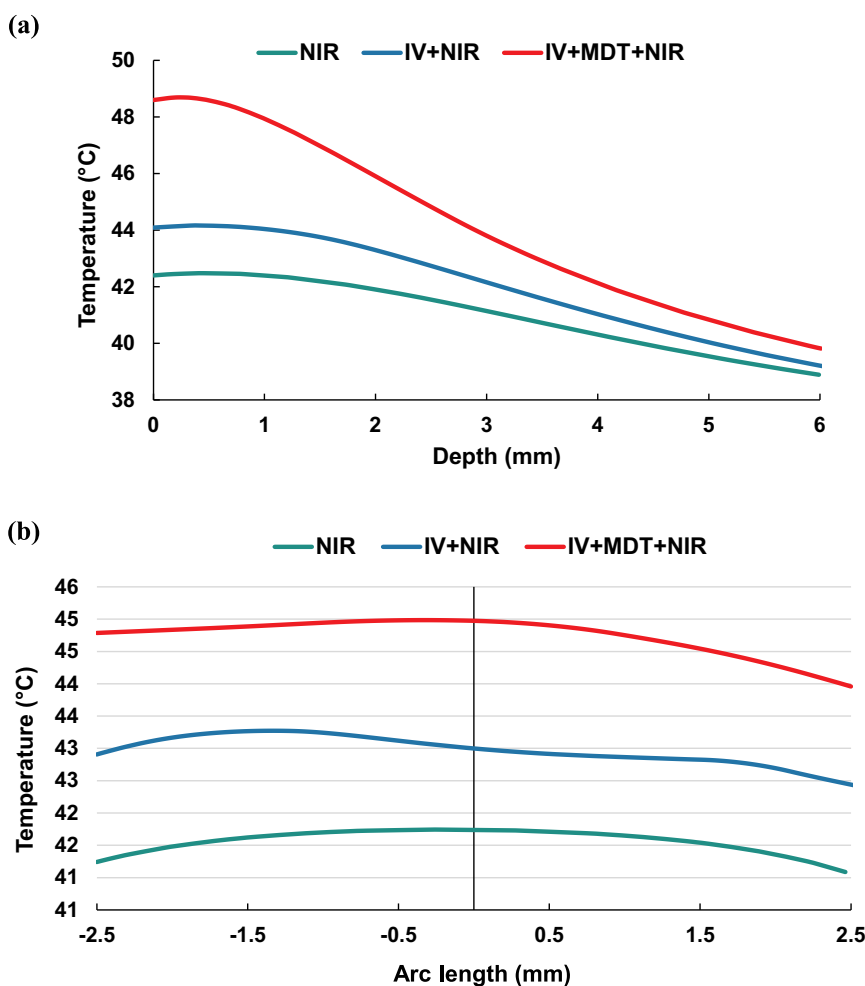 (a)
NIR IV+NIR IV+MDT+NIR
50
48
46
44
42
40
38
Temperature (°C)
0 1 2 3 4 5 6
Depth (mm)
(b)
NIR IV+NIR IV+MDT+NIR
46
45
45
44
44
43
43
42
42
41
41
Temperature (°C)
-2.5 -1.5 -0.5 0.5 1.5 2.5
Arc length (mm)